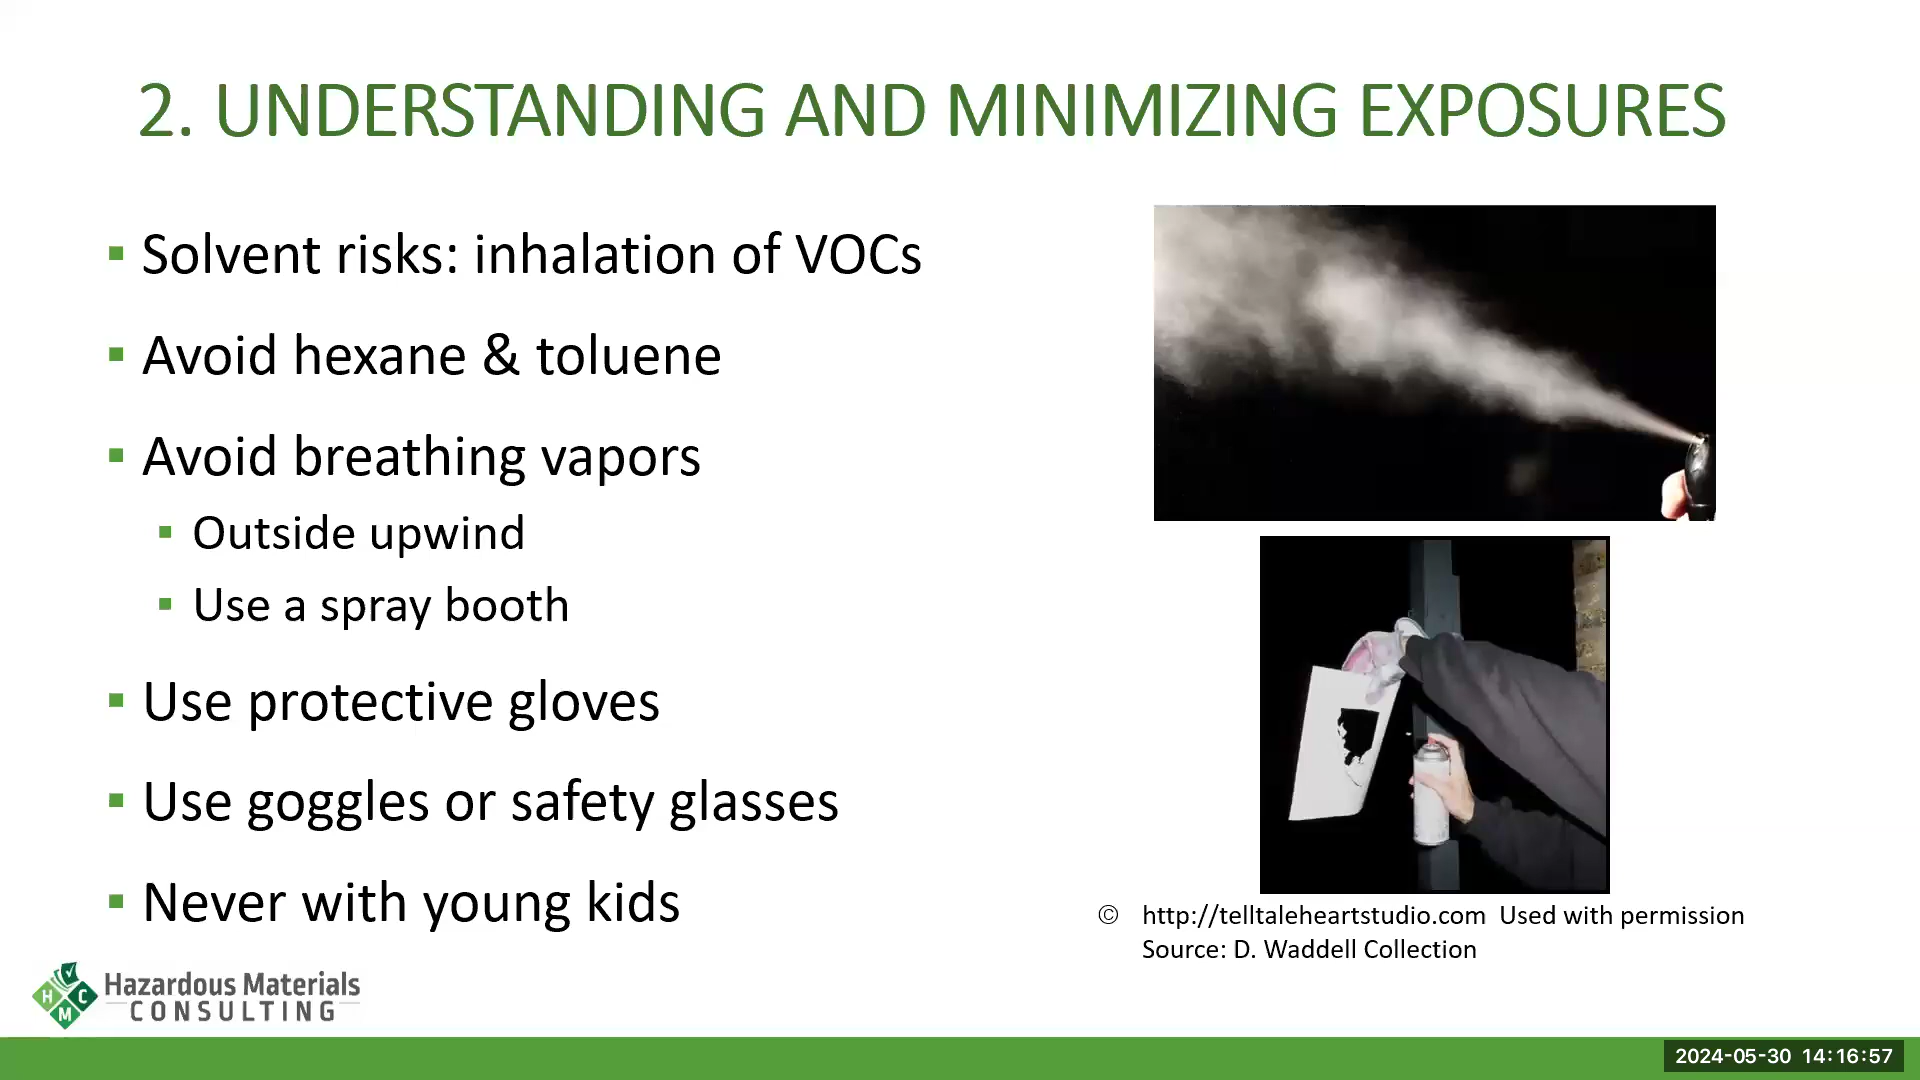 2. UNDERSTANDING AND MINIMIZING EXPOSURES
▪ Solvent risks: inhalation of VOCs
▪ Avoid hexane & toluene
▪ Avoid breathing vapors
▪ Outside upwind
▪ Use a spray booth
▪ Use protective gloves
▪ Use goggles or safety glasses
▪ Never with young kids
© http://telltaleheartstudio.com Used with permission
Source: D. Waddell Collection
H C M
Hazardous Materials
CONSULTING
2024-05-30 14:16:57